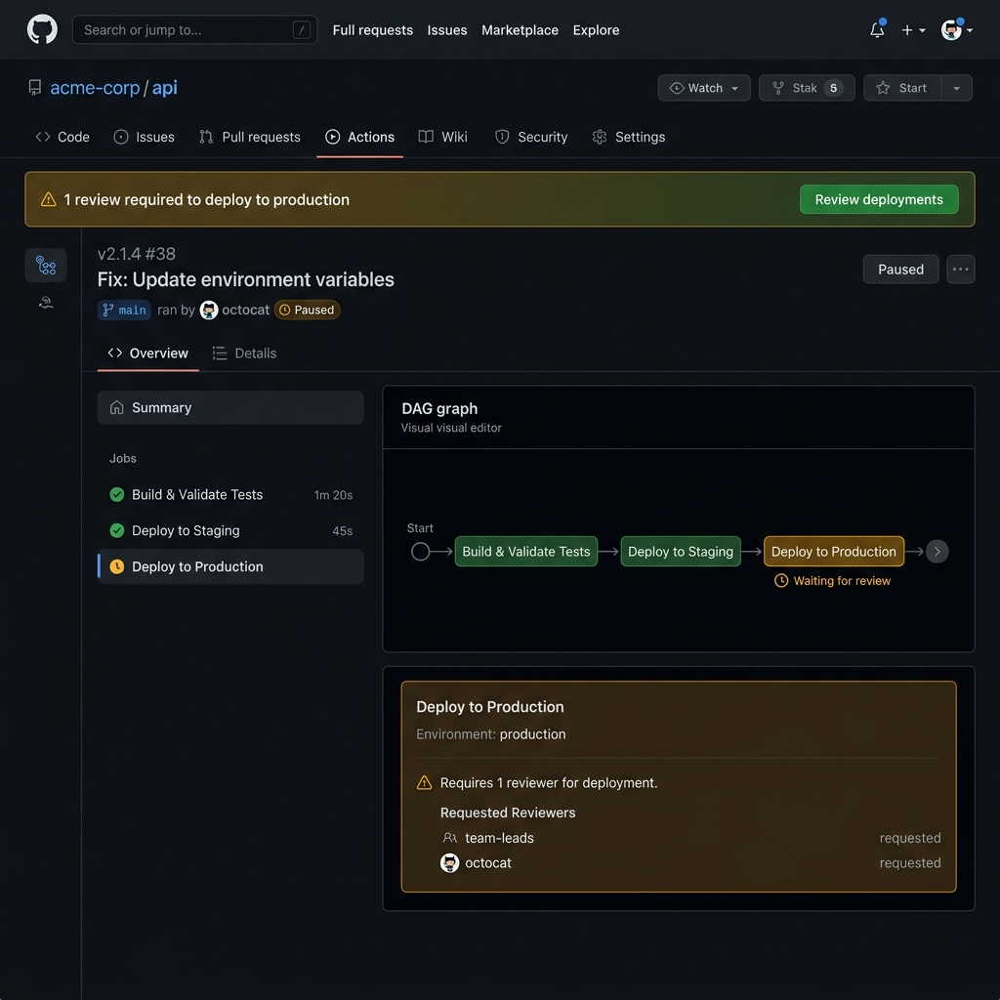 Search or jump to... / Full requests Issues Marketplace Explore
acme-corp / api
Watch Stak 5 Start
Code Issues Pull requests Actions Wiki Security Settings
1 review required to deploy to production Review deployments
v2.1.4 #38
Fix: Update environment variables
Paused
main ran by octocat Paused
Overview Details
Summary
Jobs
Build & Validate Tests 1m 20s
Deploy to Staging 45s
Deploy to Production
DAG graph
Visual visual editor
Start
Build & Validate Tests Deploy to Staging Deploy to Production
Waiting for review
Deploy to Production
Environment: production
Requires 1 reviewer for deployment.
Requested Reviewers
team-leads requested
octocat requested